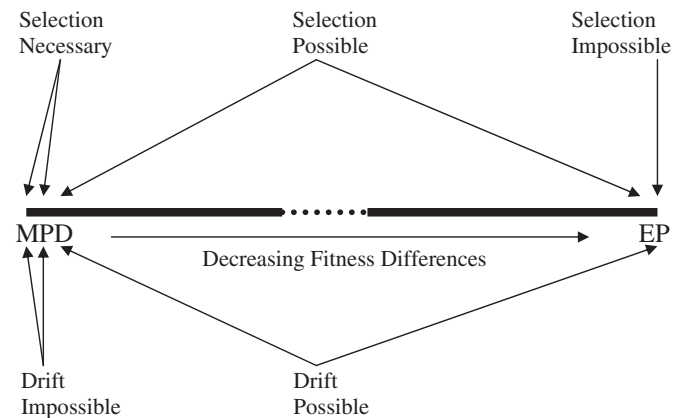 Selection
Necessary
Selection
Possible
Selection
Impossible
MPD
EP
Decreasing Fitness Differences
Drift
Impossible
Drift
Possible